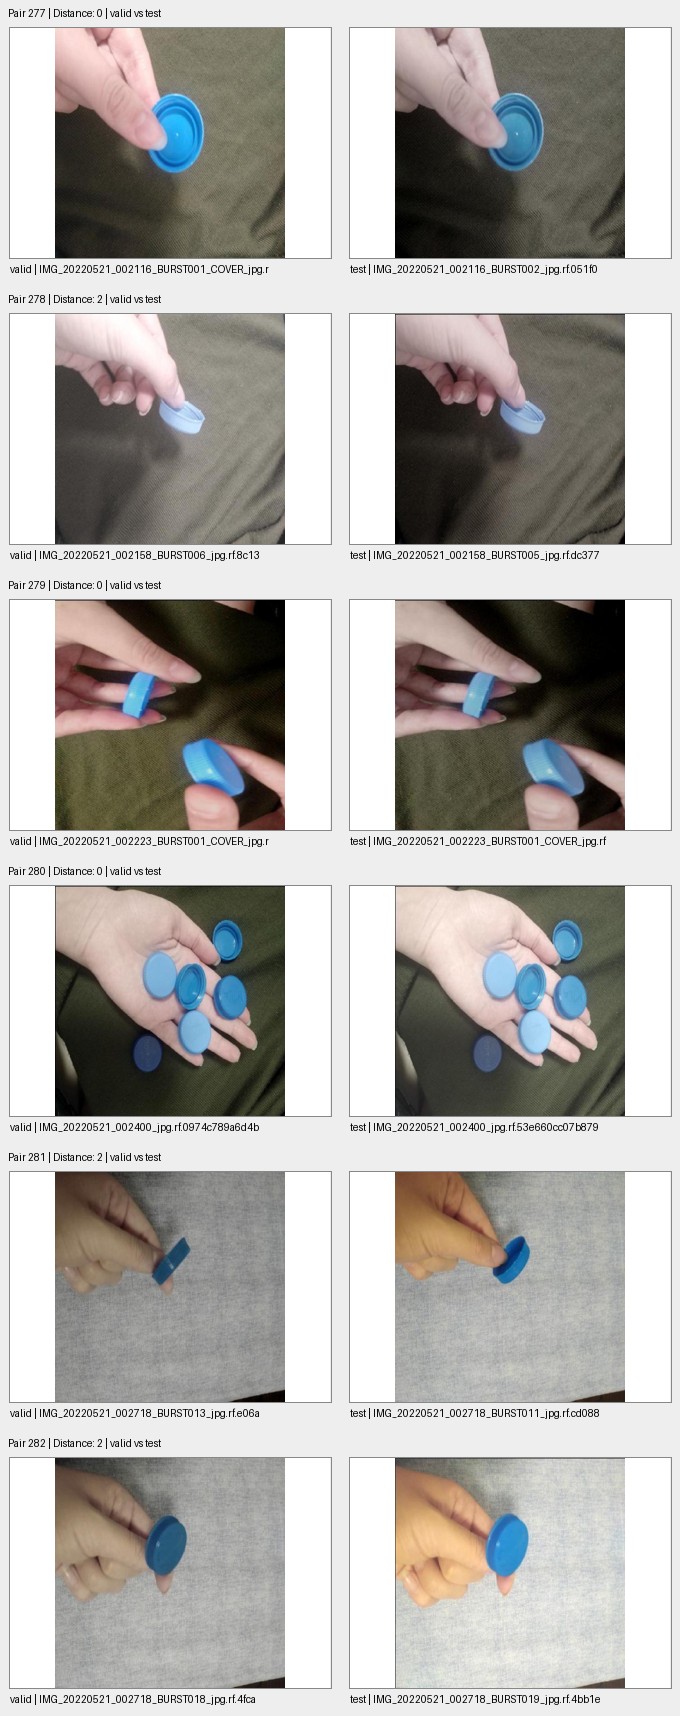 Pair 277 | Distance: 0 | valid vs test
valid | IMG_20220521_002116_BURST001_COVER_jpg.r
test | IMG_20220521_002116_BURST002_jpg.rf.051f0
Pair 278 | Distance: 2 | valid vs test
valid | IMG_20220521_002158_BURST006_jpg.rf.8c13
test | IMG_20220521_002158_BURST005_jpg.rf.dc377
Pair 279 | Distance: 0 | valid vs test
valid | IMG_20220521_002223_BURST001_COVER_jpg.r
test | IMG_20220521_002223_BURST001_COVER_jpg.rf
Pair 280 | Distance: 0 | valid vs test
valid | IMG_20220521_002400_jpg.rf.0974c789a6d4b
test | IMG_20220521_002400_jpg.rf.53e660cc07b879
Pair 281 | Distance: 2 | valid vs test
valid | IMG_20220521_002718_BURST013_jpg.rf.e06a
test | IMG_20220521_002718_BURST011_jpg.rf.cd088
Pair 282 | Distance: 2 | valid vs test
valid | IMG_20220521_002718_BURST018_jpg.rf.4fca
test | IMG_20220521_002718_BURST019_jpg.rf.4bb1e